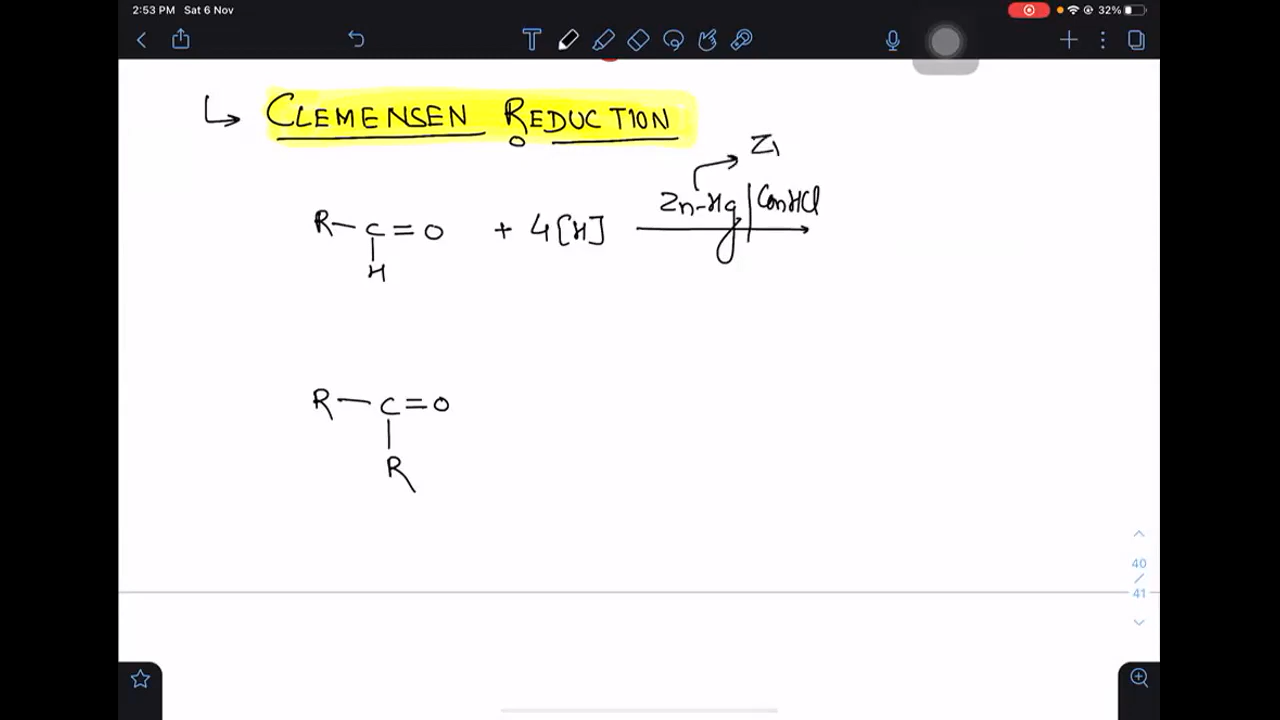 2:53 PM Sat 6 Nov
32%
CLEMENSEN REDUCTION
Zn
Zn-Hg | Con HCl
R-C=O + 4[H]
H
R-C=O
R
40
/
41